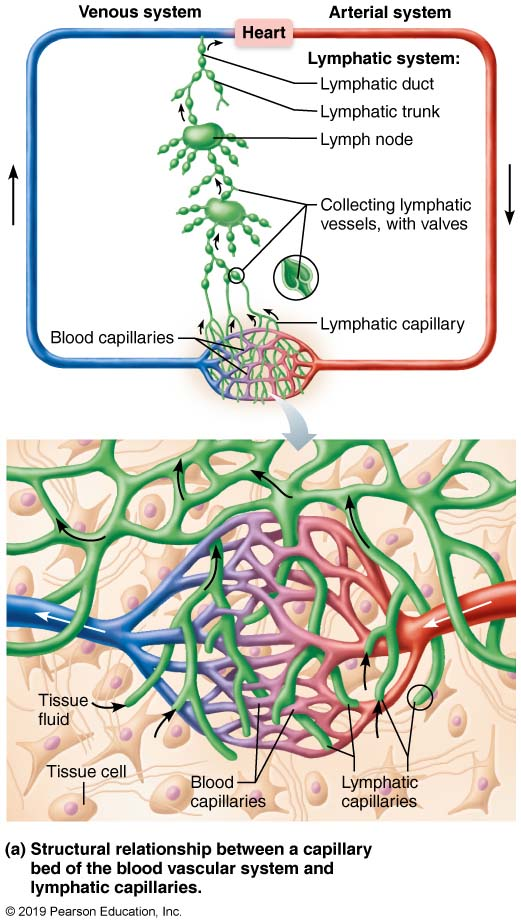 Venous system
Arterial system
Heart
Lymphatic system:
Lymphatic duct
Lymphatic trunk
Lymph node
Collecting lymphatic
vessels, with valves
Lymphatic capillary
Blood capillaries
Tissue
fluid
Tissue cell
Blood
capillaries
Lymphatic
capillaries
(a) Structural relationship between a capillary
bed of the blood vascular system and
lymphatic capillaries.
© 2019 Pearson Education, Inc.